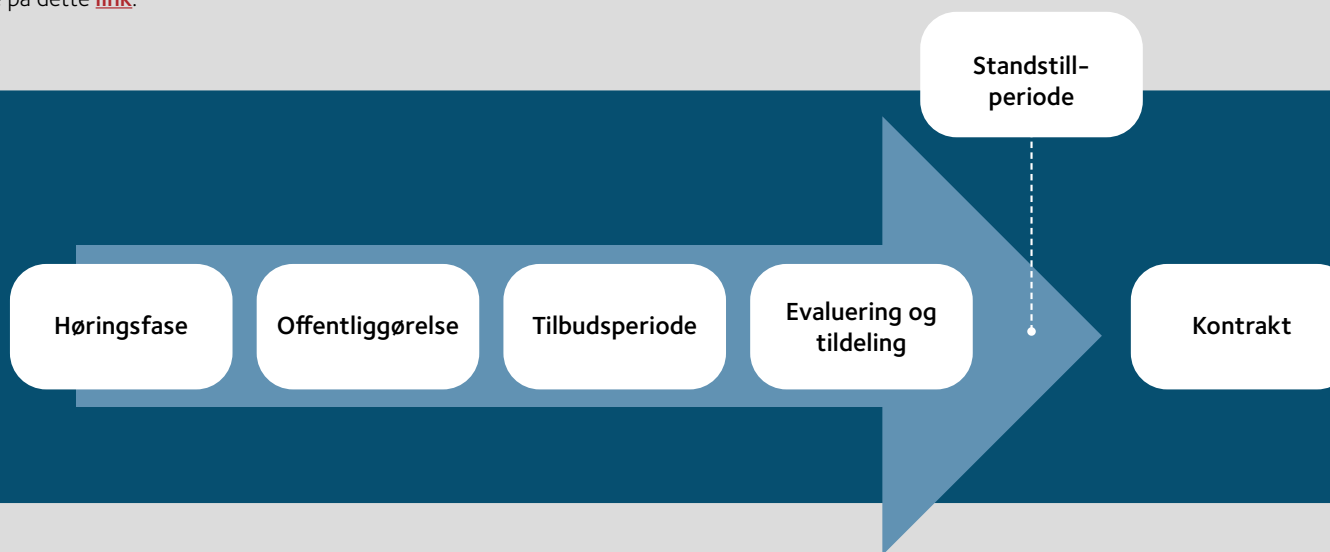 på dette link.
Standstill-
periode
Høringsfase
Offentliggørelse
Tilbudsperiode
Evaluering og
tildeling
Kontrakt